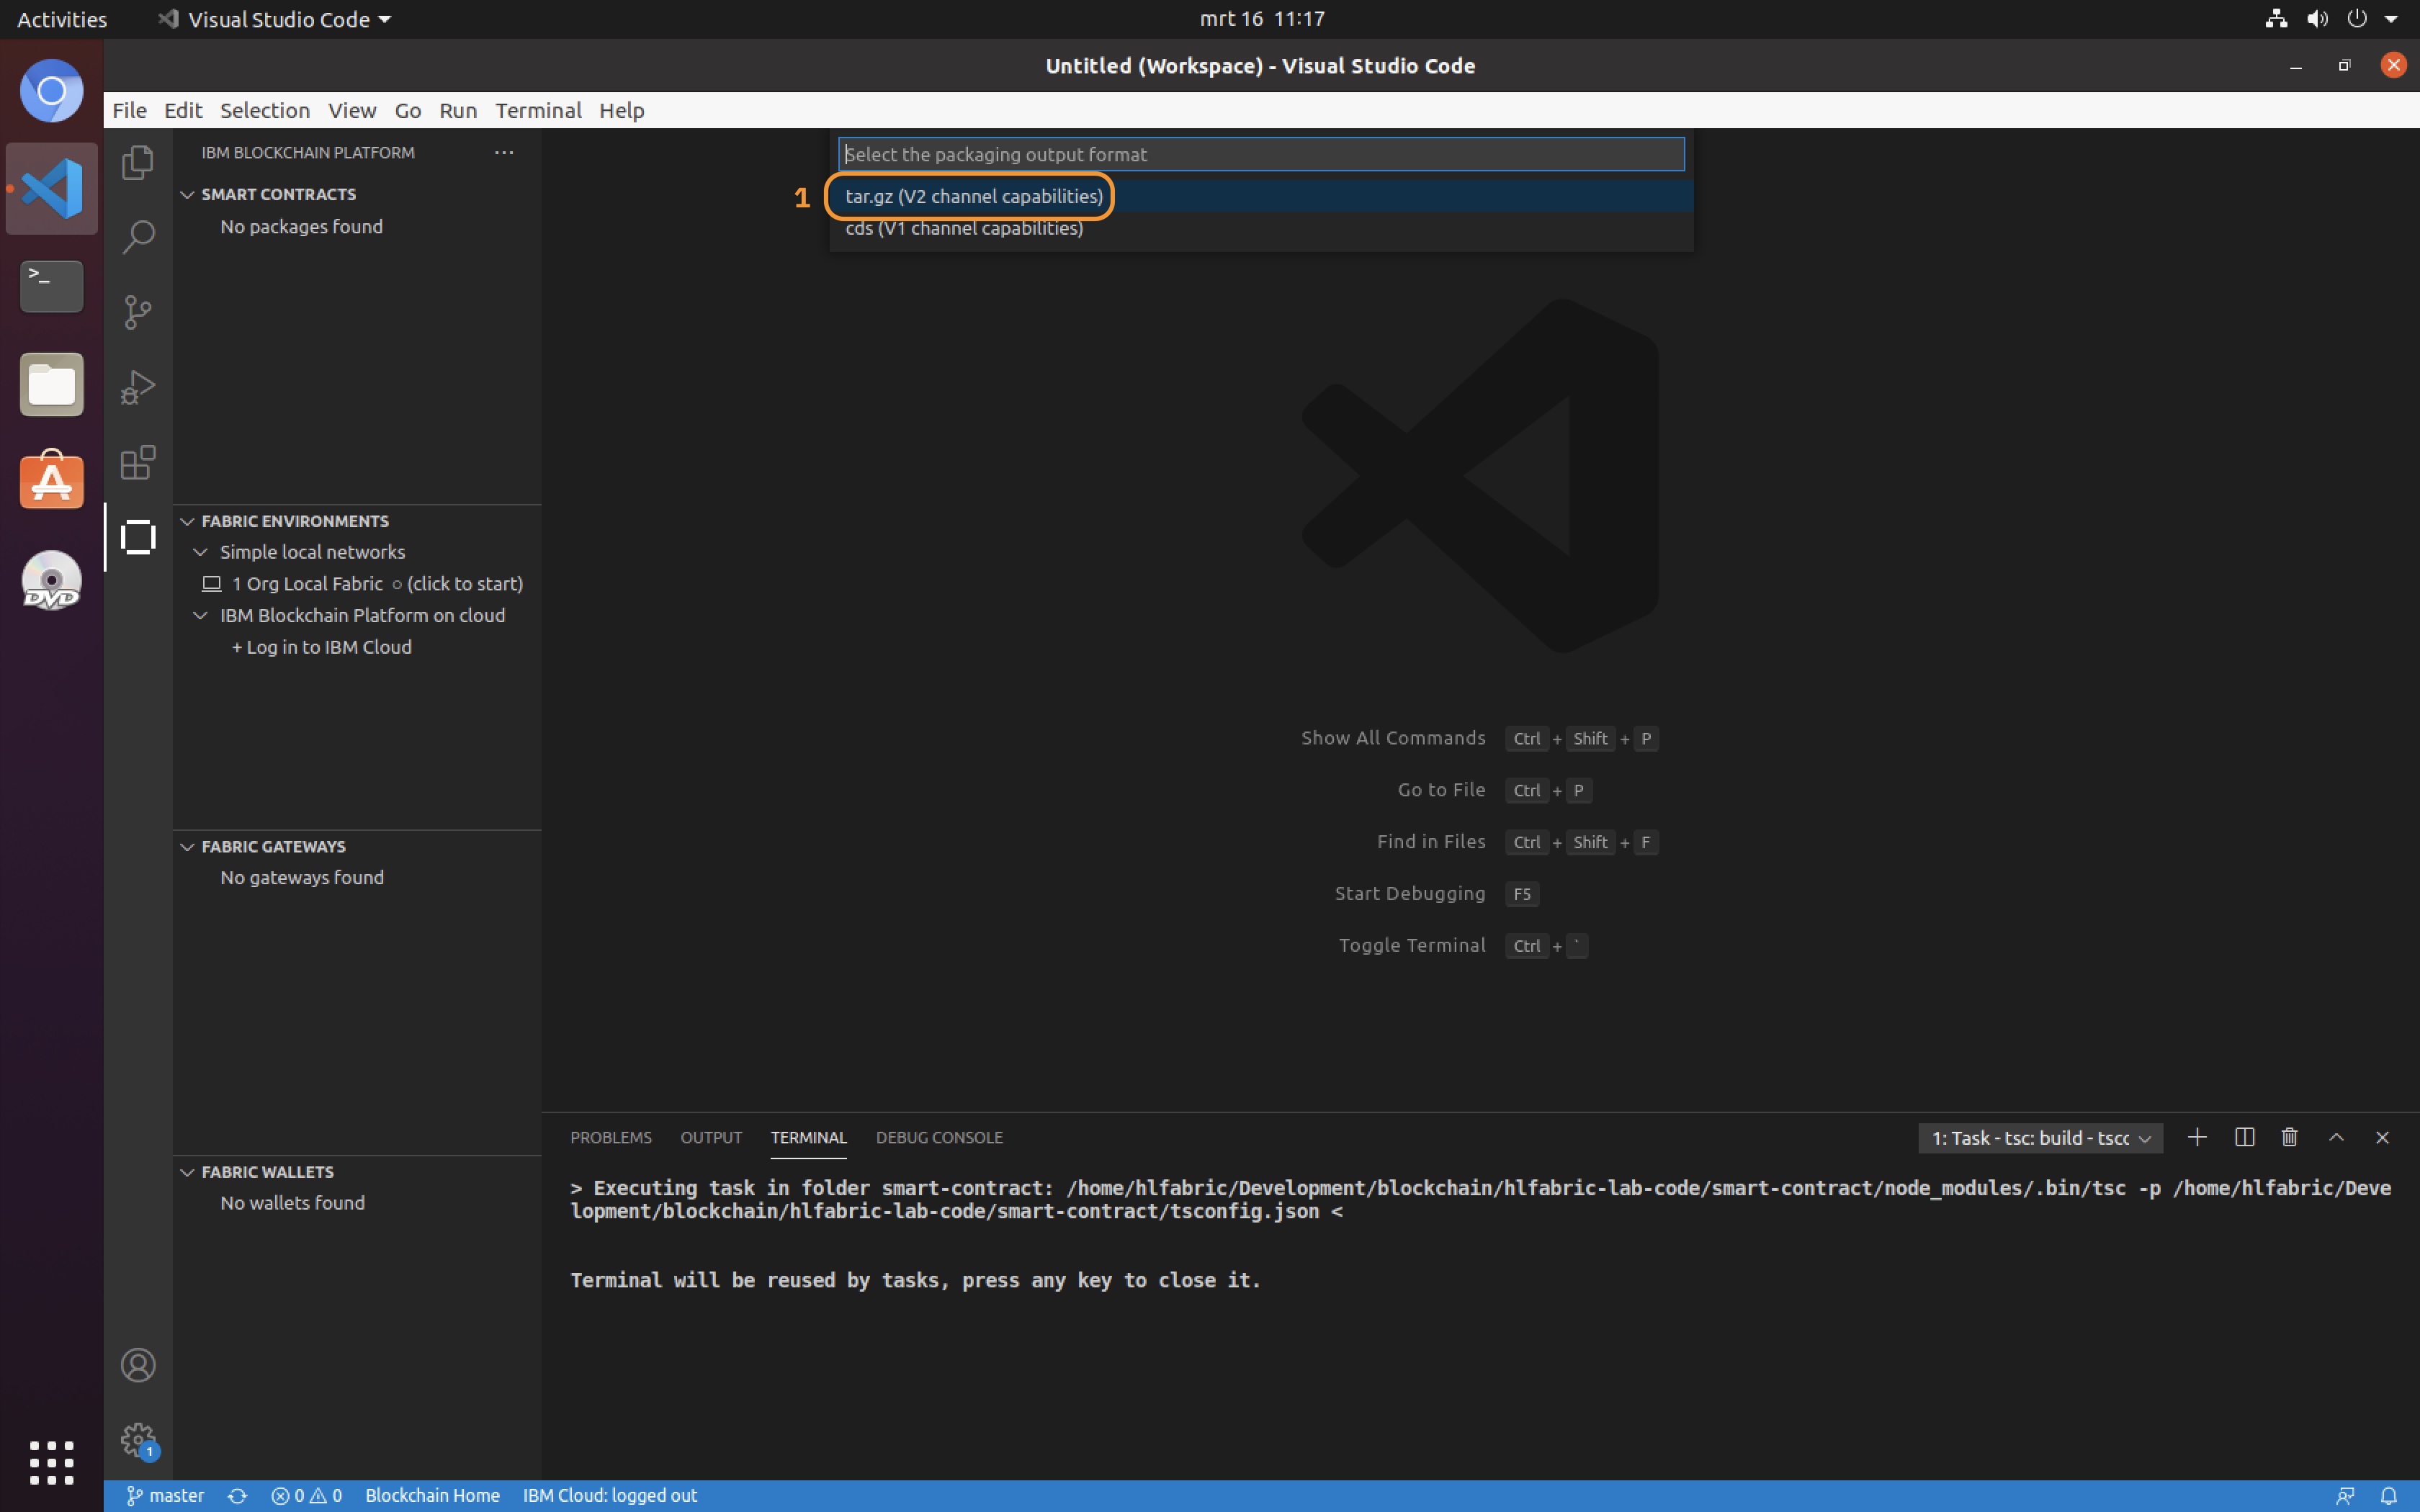 Activities
Visual Studio Code
mrt 16 11:17
Untitled (Workspace) - Visual Studio Code
File Edit Selection View Go Run Terminal Help
IBM BLOCKCHAIN PLATFORM
SMART CONTRACTS
No packages found
Select the packaging output format
1
tar.gz (V2 channel capabilities)
cds (V1 channel capabilities)
>_
DVD
FABRIC ENVIRONMENTS
Simple local networks
1 Org Local Fabric ○ (click to start)
IBM Blockchain Platform on cloud
+ Log in to IBM Cloud
FABRIC GATEWAYS
No gateways found
FABRIC WALLETS
No wallets found
Show All Commands Ctrl + Shift + P
Go to File Ctrl + P
Find in Files Ctrl + Shift + F
Start Debugging F5
Toggle Terminal Ctrl + `
PROBLEMS OUTPUT TERMINAL DEBUG CONSOLE
1: Task - tsc: build - tscc
> Executing task in folder smart-contract: /home/hlfabric/Development/blockchain/hlfabric-lab-code/smart-contract/node_modules/.bin/tsc -p /home/hlfabric/Deve
lopment/blockchain/hlfabric-lab-code/smart-contract/tsconfig.json <
Terminal will be reused by tasks, press any key to close it.
1
master
0 0
Blockchain Home
IBM Cloud: logged out